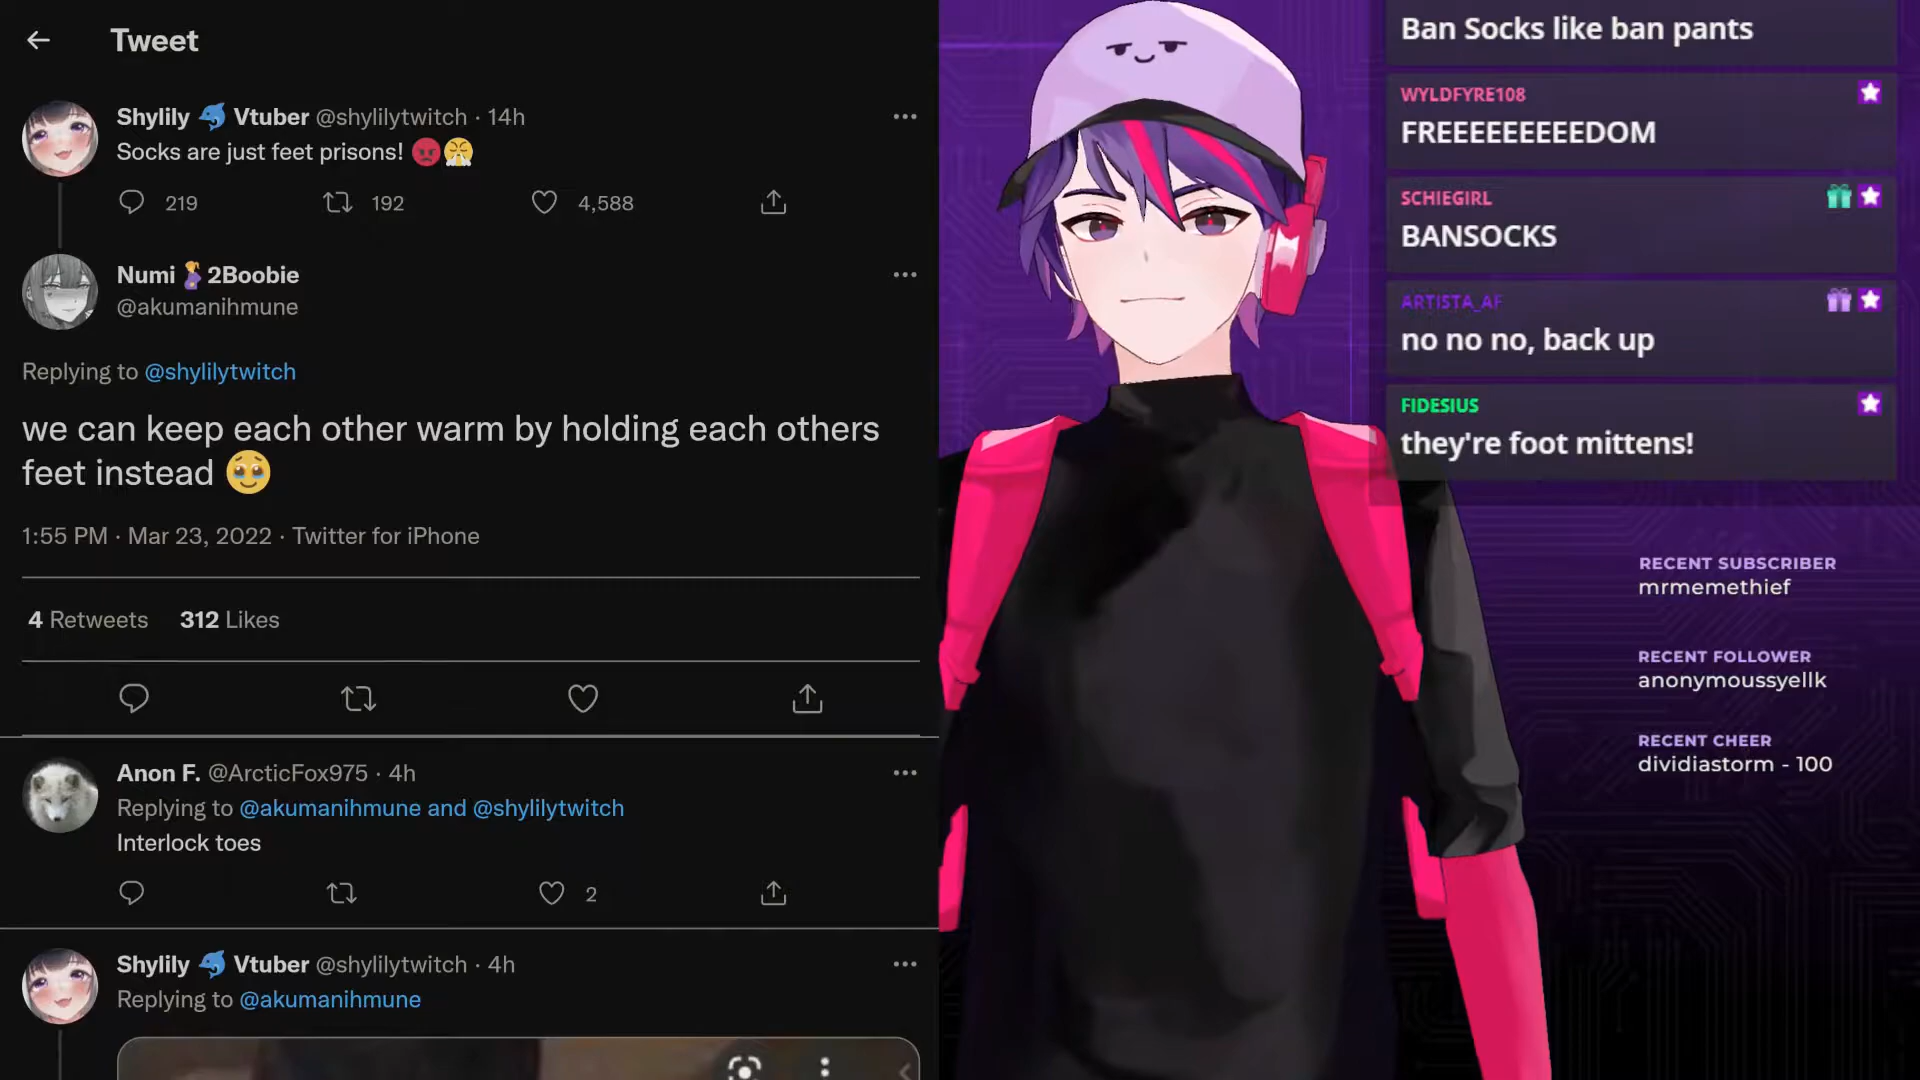 Tweet
Shylily 🐬 Vtuber @shylilytwitch · 14h
Socks are just feet prisons! 😡😤
219 192 4,588
Numi 🫄2Boobie
@akumanihmune
Replying to @shylilytwitch
we can keep each other warm by holding each others
feet instead 🥹
1:55 PM · Mar 23, 2022 · Twitter for iPhone
4 Retweets 312 Likes
Anon F. @ArcticFox975 · 4h
Replying to @akumanihmune and @shylilytwitch
Interlock toes
2
Shylily 🐬 Vtuber @shylilytwitch · 4h
Replying to @akumanihmune
Ban Socks like ban pants
WYLDFYRE108
FREEEEEEEEEDOM
SCHIEGIRL
BANSOCKS
ARTISTA_AF
no no no, back up
FIDESIUS
they're foot mittens!
RECENT SUBSCRIBER
mrmemethief
RECENT FOLLOWER
anonymoussyellk
RECENT CHEER
dividiastorm - 100